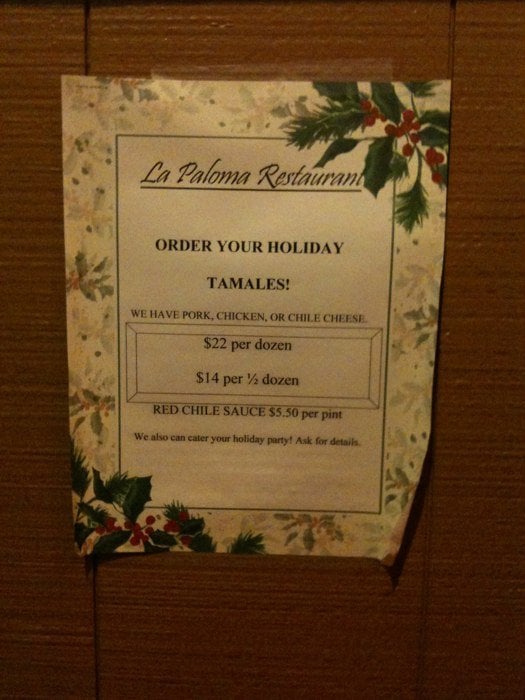 La Paloma Restaurant
ORDER YOUR HOLIDAY
TAMALES!
WE HAVE PORK, CHICKEN, OR CHILE CHEESE.
$22 per dozen
$14 per ½ dozen
RED CHILE SAUCE $5.50 per pint
We also can cater your holiday party! Ask for details.